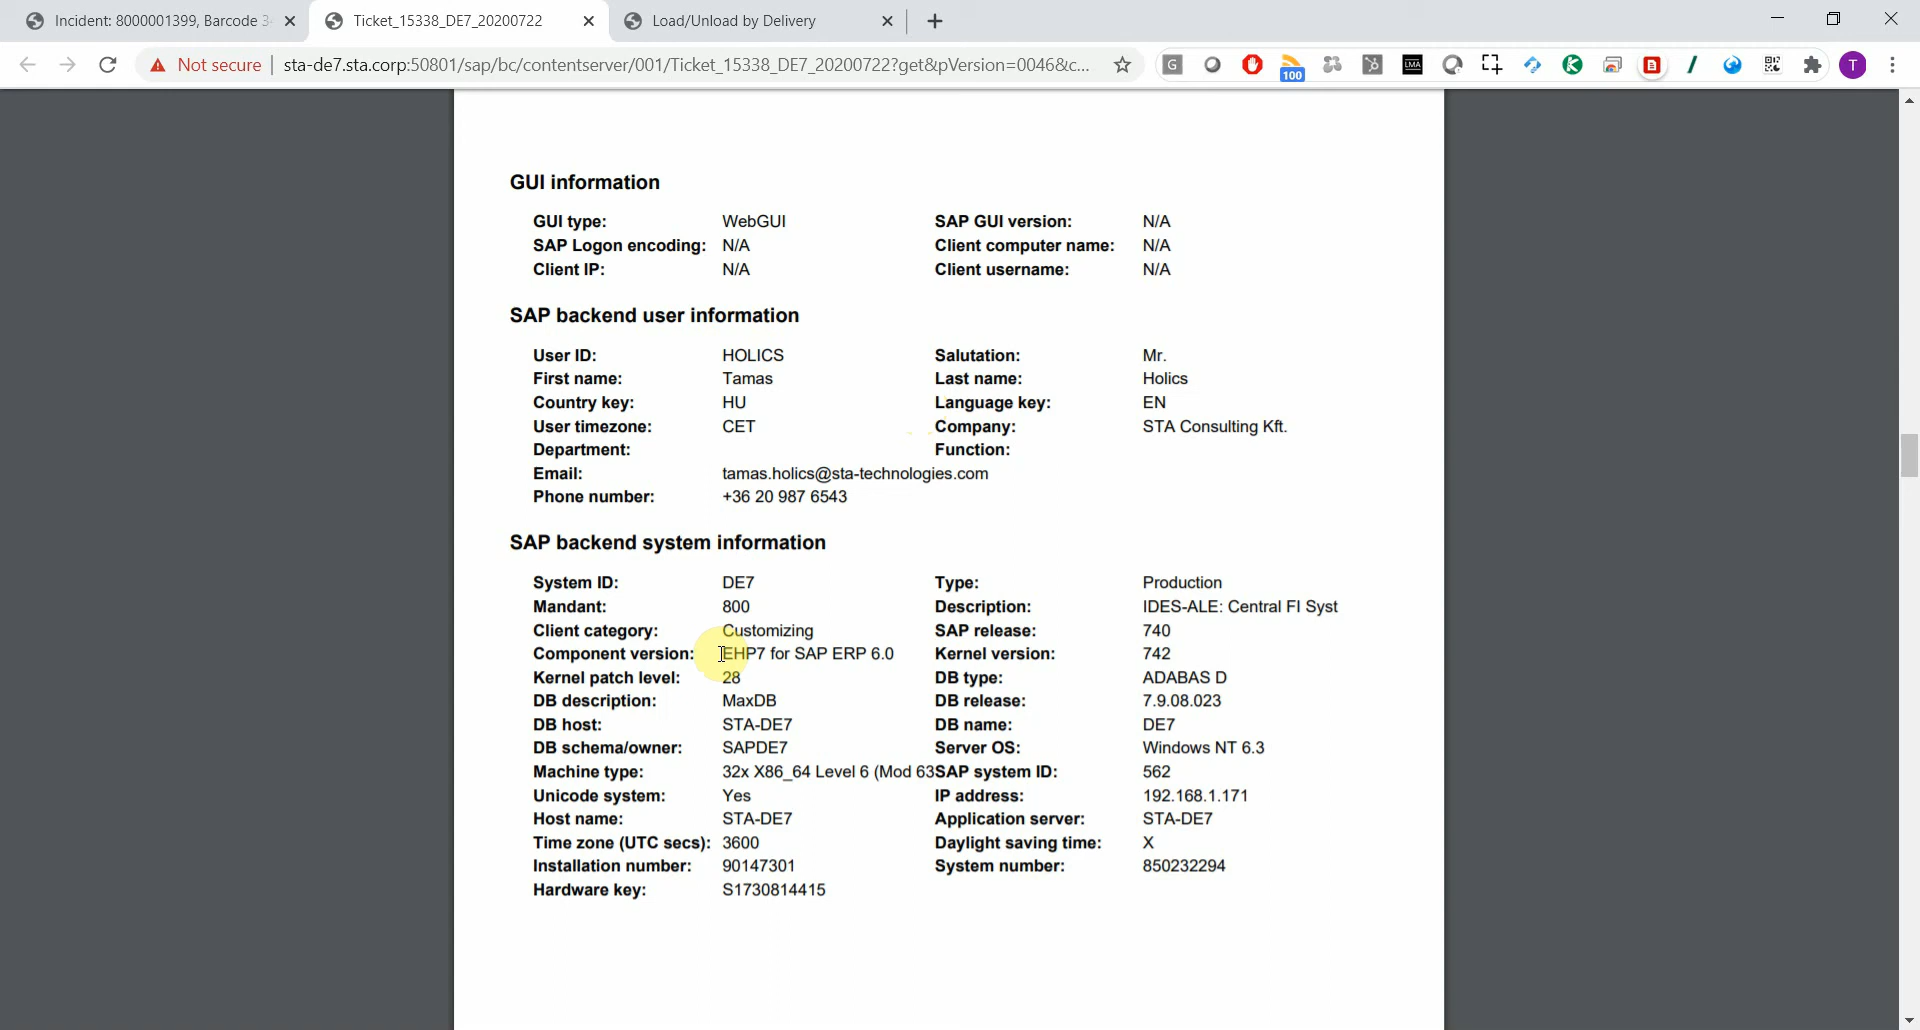 Incident: 8000001399, Barcode 3
Ticket_15338_DE7_20200722
Load/Unload by Delivery
Not secure
sta-de7.sta.corp:50801/sap/bc/contentserver/001/Ticket_15338_DE7_20200722?get&pVersion=0046&c...
G
100
LMA
T
GUI information
GUI type: WebGUI SAP GUI version: N/A
SAP Logon encoding: N/A Client computer name: N/A
Client IP: N/A Client username: N/A
SAP backend user information
User ID: HOLICS Salutation: Mr.
First name: Tamas Last name: Holics
Country key: HU Language key: EN
User timezone: CET Company: STA Consulting Kft.
Department: Function:
Email: tamas.holics@sta-technologies.com
Phone number: +36 20 987 6543
SAP backend system information
System ID: DE7 Type: Production
Mandant: 800 Description: IDES-ALE: Central FI Syst
Client category: Customizing SAP release: 740
Component version: EHP7 for SAP ERP 6.0 Kernel version: 742
Kernel patch level: 28 DB type: ADABAS D
DB description: MaxDB DB release: 7.9.08.023
DB host: STA-DE7 DB name: DE7
DB schema/owner: SAPDE7 Server OS: Windows NT 6.3
Machine type: 32x X86_64 Level 6 (Mod 63 SAP system ID: 562
Unicode system: Yes IP address: 192.168.1.171
Host name: STA-DE7 Application server: STA-DE7
Time zone (UTC secs): 3600 Daylight saving time: X
Installation number: 90147301 System number: 850232294
Hardware key: S1730814415